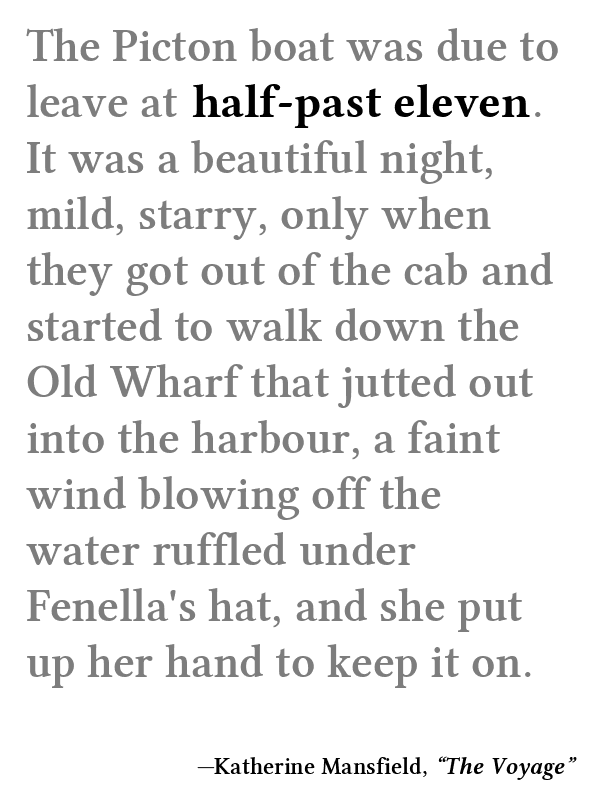 The Picton boat was due to
leave at half-past eleven.
It was a beautiful night,
mild, starry, only when
they got out of the cab and
started to walk down the
Old Wharf that jutted out
into the harbour, a faint
wind blowing off the
water ruffled under
Fenella's hat, and she put
up her hand to keep it on.
—Katherine Mansfield, “The Voyage”